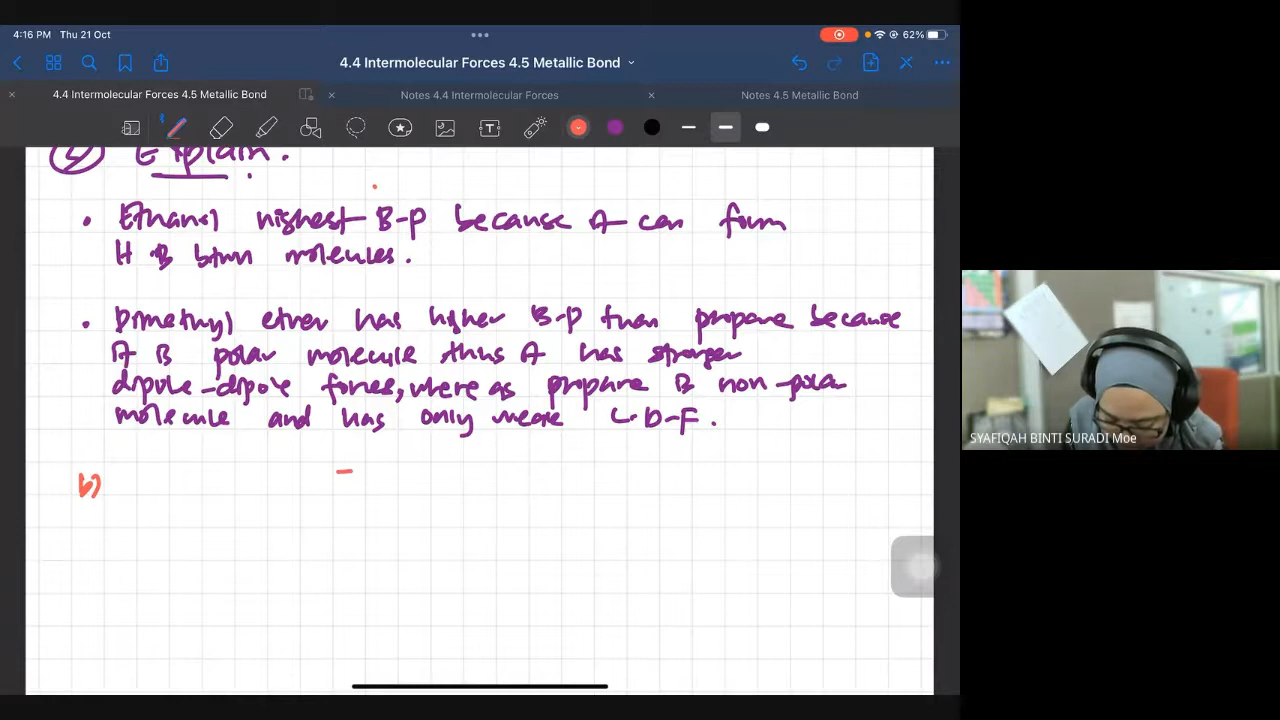 4:16 PM Thu 21 Oct
62%
4.4 Intermolecular Forces 4.5 Metallic Bond
4.4 Intermolecular Forces 4.5 Metallic Bond
Notes 4.4 Intermolecular Forces
Notes 4.5 Metallic Bond
② Explain.
• Ethanol highest B-P because it can form
H B btwn molecules.
• Dimethyl ether has higher B-P than propane because
it is polar molecule thus it has stronger
dipole-dipole forces, where as propane is non-polar
molecule and has only weak L.D.F.
b)
SYAFIQAH BINTI SURADI Moe